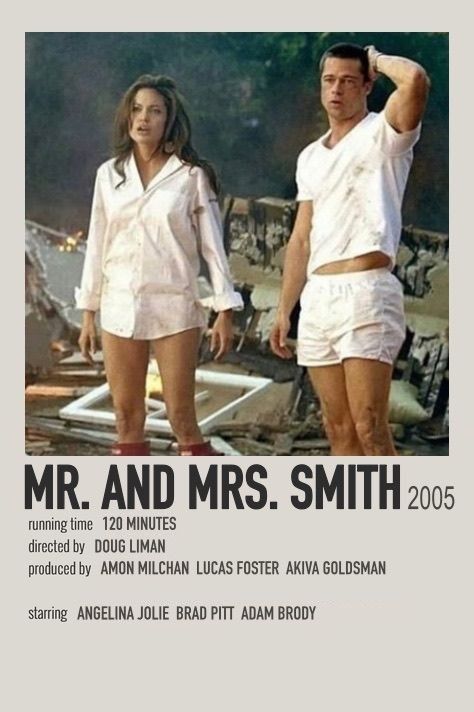 MR. AND MRS. SMITH 2005
running time 120 MINUTES
directed by DOUG LIMAN
produced by AMON MILCHAN LUCAS FOSTER AKIVA GOLDSMAN
starring ANGELINA JOLIE BRAD PITT ADAM BRODY